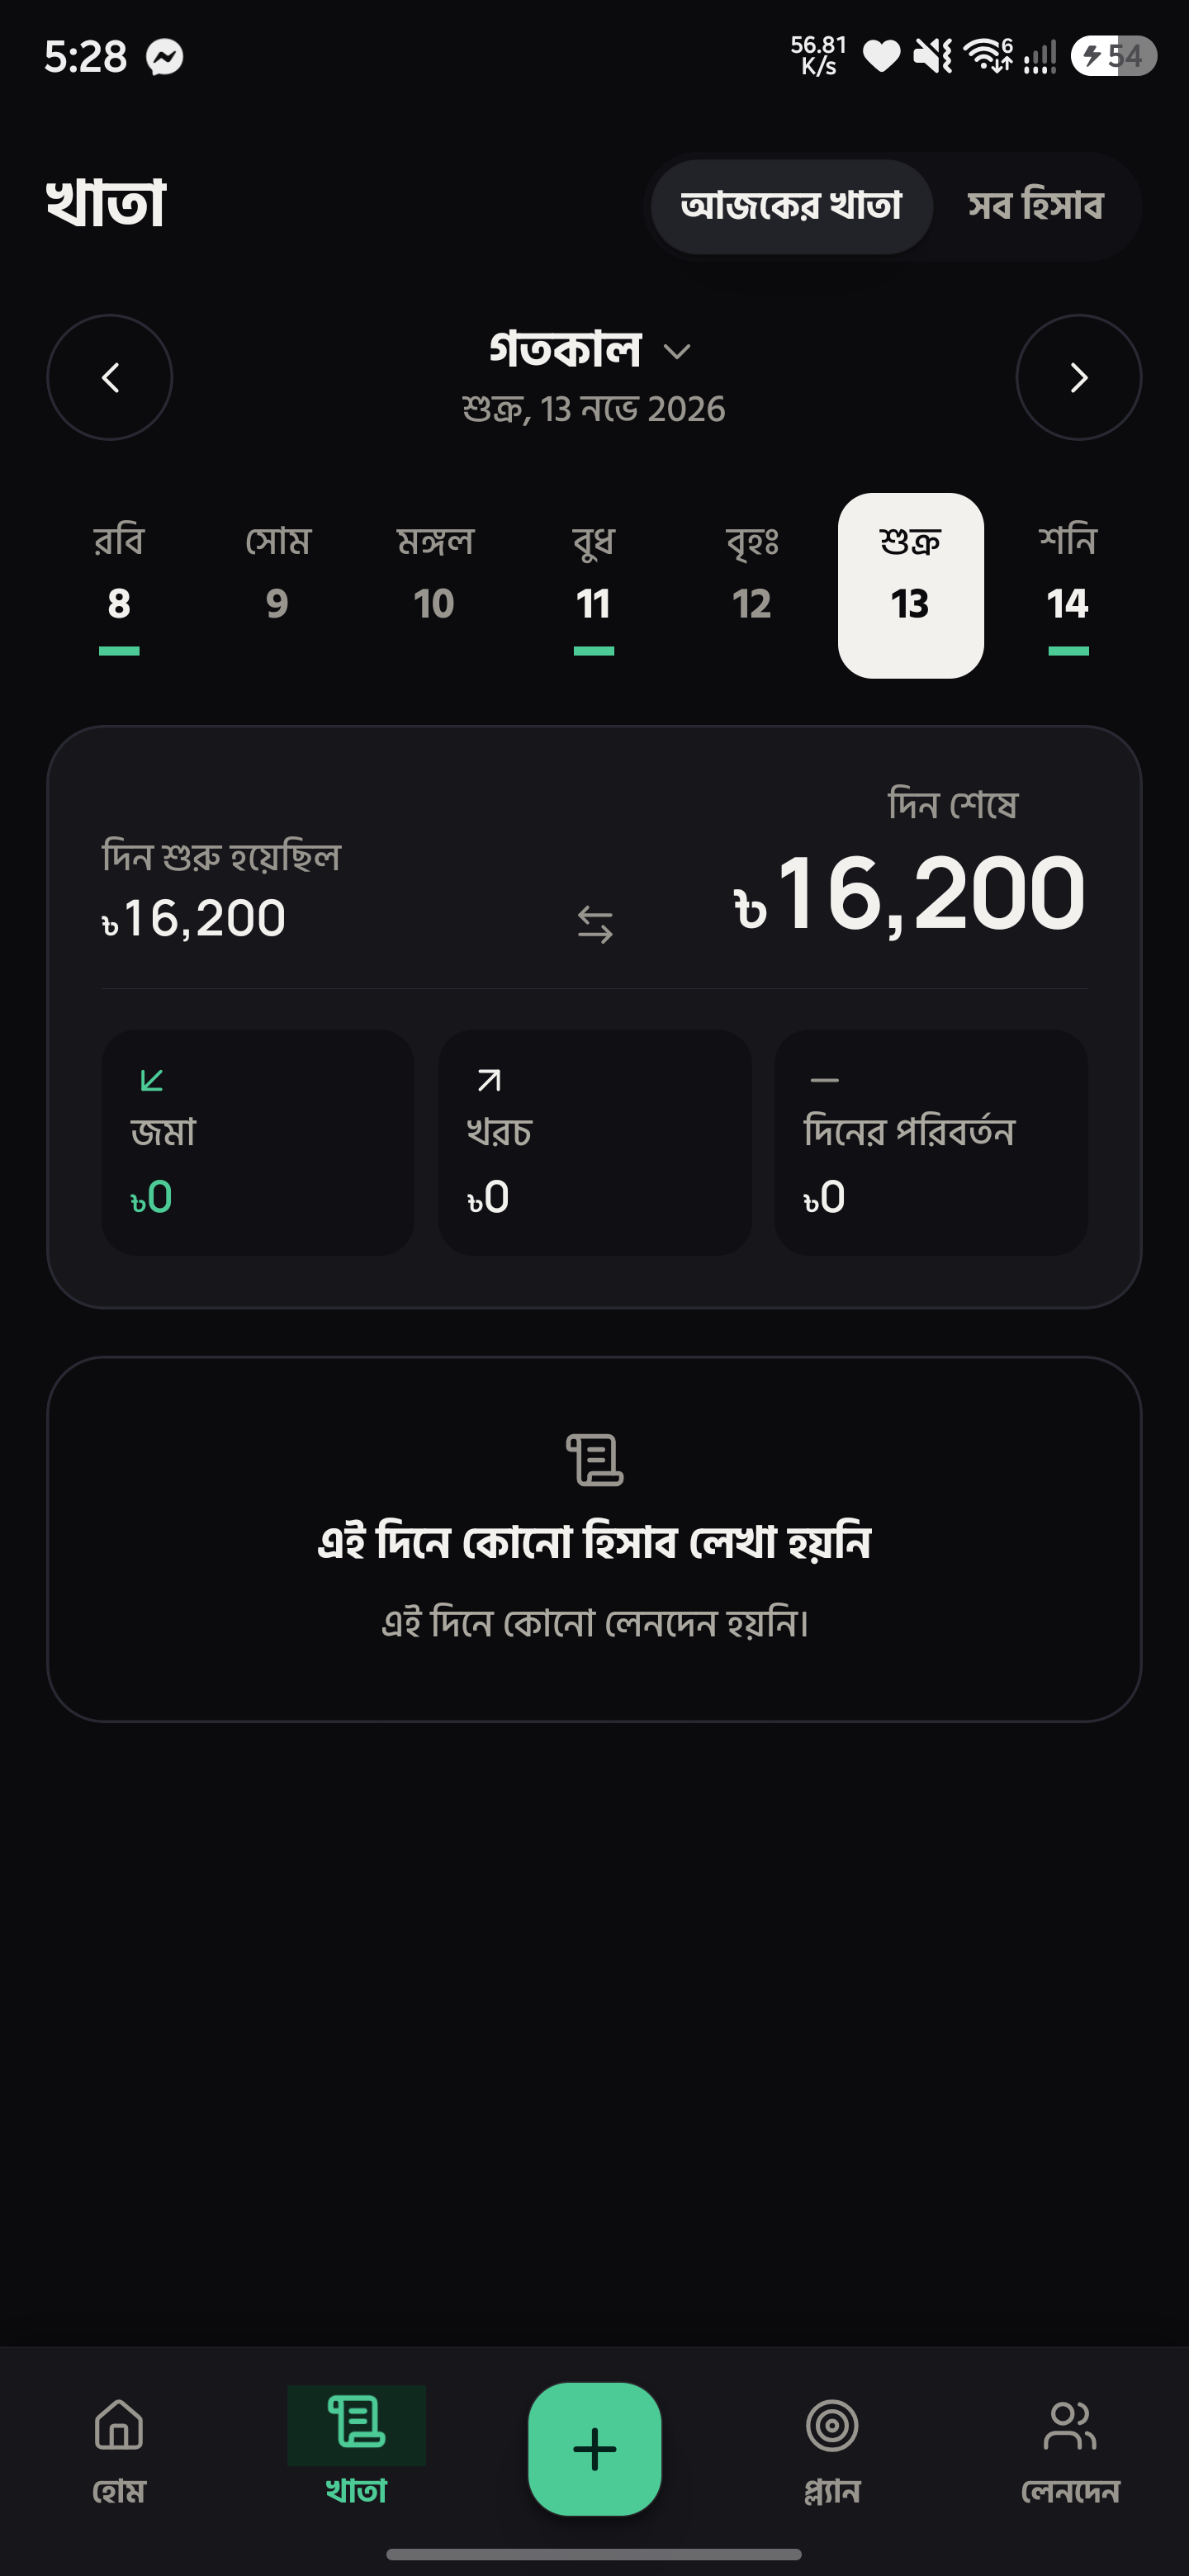 5:28
56.81 K/s
6
54
খাতা
আজকের খাতা
সব হিসাব
গতকাল
শুক্র, 13 নভে 2026
রবি সোম মঙ্গল বুধ বৃহঃ শুক্র শনি
8 9 10 11 12 13 14
দিন শেষে
দিন শুরু হয়েছিল
৳16,200
৳16,200
জমা খরচ দিনের পরিবর্তন
৳0 ৳0 ৳0
এই দিনে কোনো হিসাব লেখা হয়নি
এই দিনে কোনো লেনদেন হয়নি।
হোম খাতা প্ল্যান লেনদেন